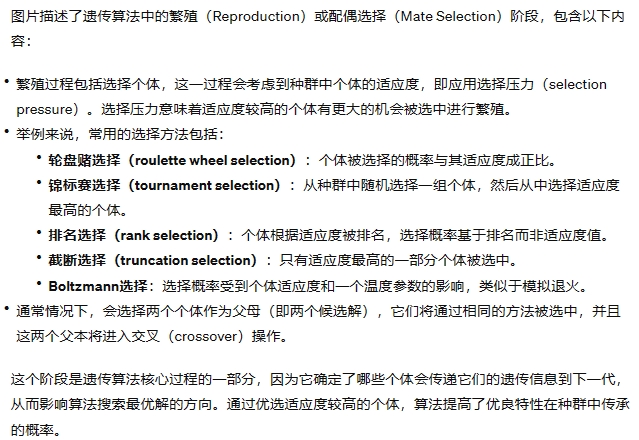 图片描述了遗传算法中的繁殖（Reproduction）或配偶选择（Mate Selection）阶段，包含以下内
容：
• 繁殖过程包括选择个体，这一过程会考虑到种群中个体的适应度，即应用选择压力（selection
pressure）。选择压力意味着适应度较高的个体有更大的机会被选中进行繁殖。
• 举例来说，常用的选择方法包括：
• 轮盘赌选择（roulette wheel selection）：个体被选择的概率与其适应度成正比。
• 锦标赛选择（tournament selection）：从种群中随机选择一组个体，然后从中选择适应度
最高的个体。
• 排名选择（rank selection）：个体根据适应度被排名，选择概率基于排名而非适应度值。
• 截断选择（truncation selection）：只有适应度最高的一部分个体被选中。
• Boltzmann选择：选择概率受到个体适应度和一个温度参数的影响，类似于模拟退火。
• 通常情况下，会选择两个个体作为父母（即两个候选解），它们将通过相同的方法被选中，并且
这两个父本将进入交叉（crossover）操作。
这个阶段是遗传算法核心过程的一部分，因为它确定了哪些个体会传递它们的遗传信息到下一代，
从而影响算法搜索最优解的方向。通过优选适应度较高的个体，算法提高了优良特性在种群中传承
的概率。